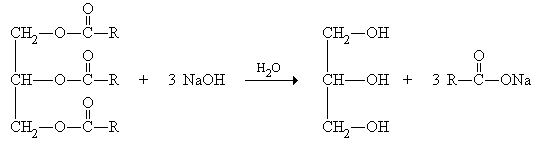 O O
CH2—O—C—R CH2—OH
O O
CH—O—C—R + 3 NaOH H2O CH—OH + 3 R—C—ONa
O
CH2—O—C—R CH2—OH